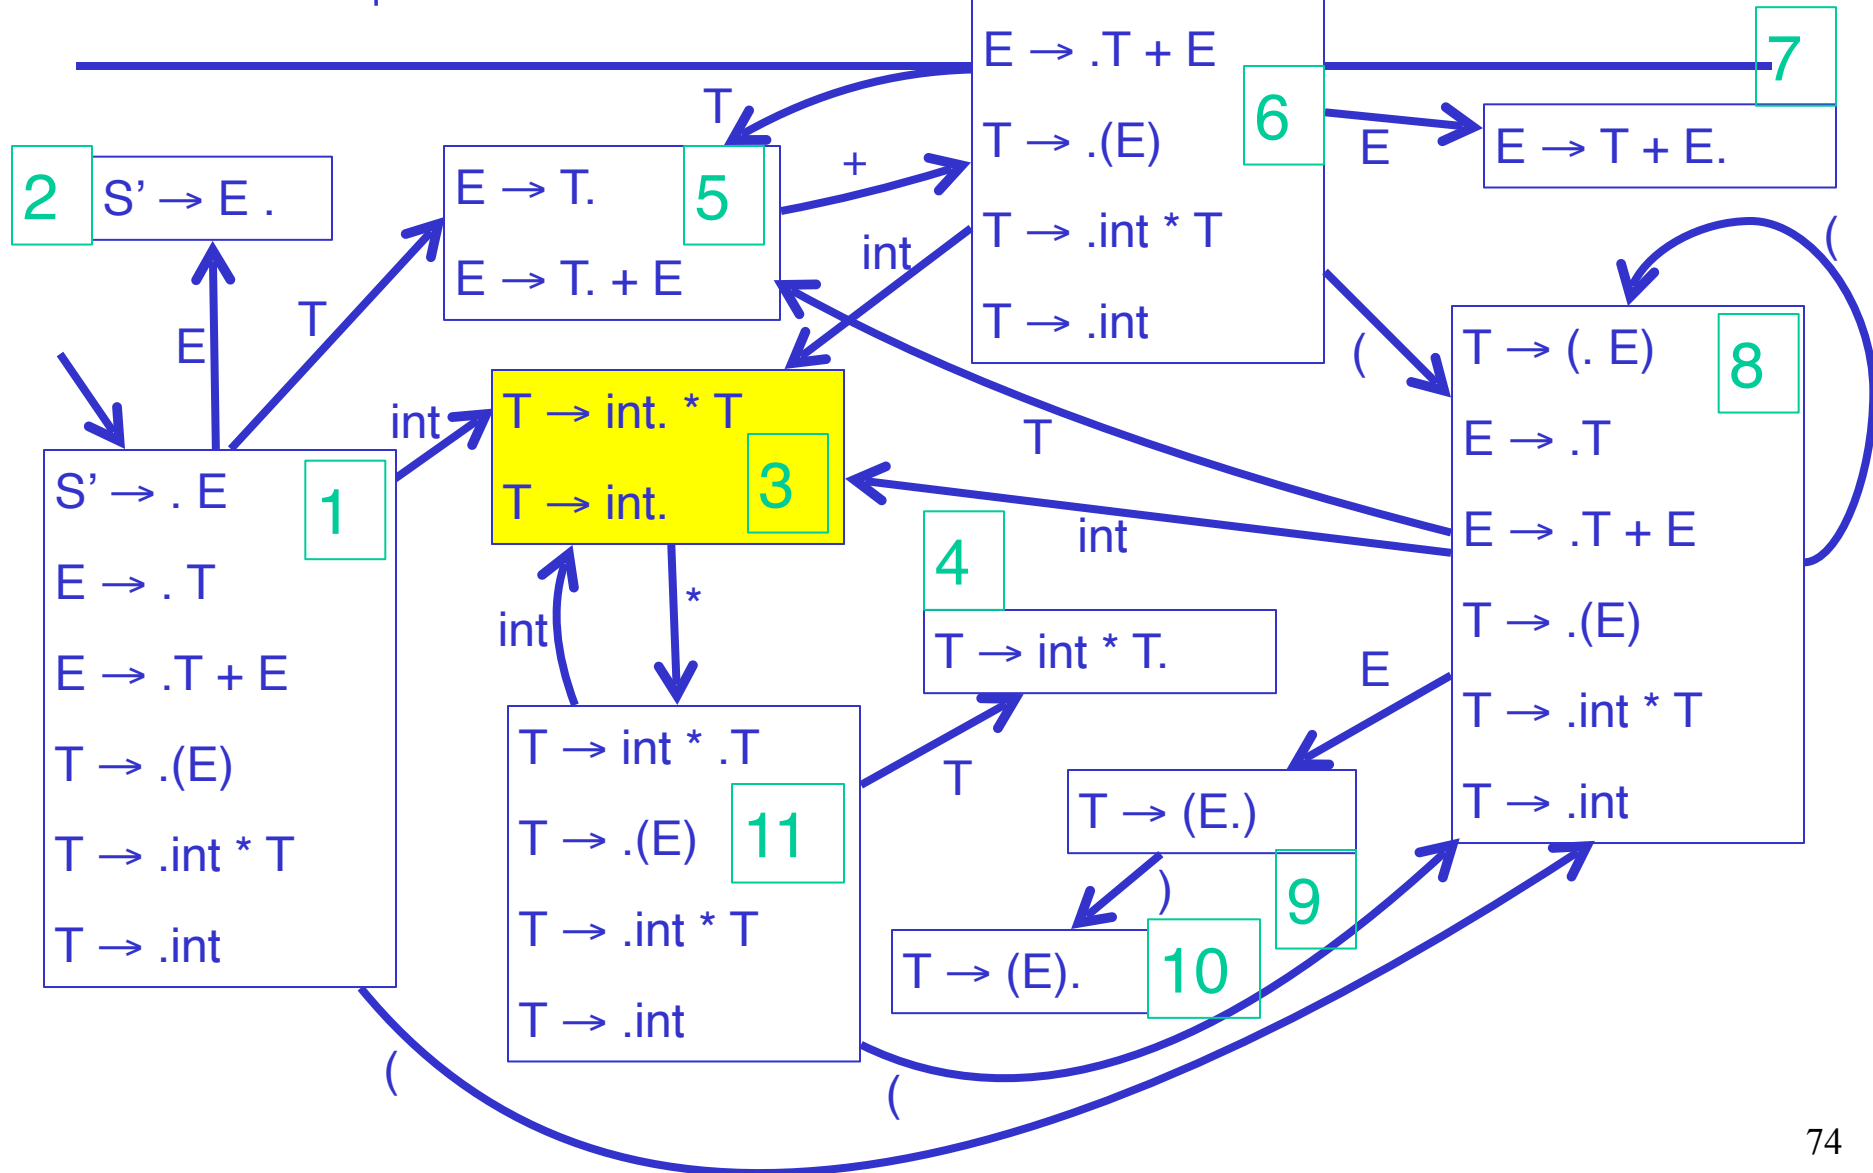 E → .T + E
T → .(E)
T → .int * T
T → .int
6
7
E → T + E.
E
2
S’ → E .
E → T.
E → T. + E
5
T
+
int
(
(
T → (. E)
E → .T
E → .T + E
T → .(E)
T → .int * T
T → .int
8
E
T
int
T → int. * T
T → int.
3
T
int
S’ → . E
E → . T
E → .T + E
T → .(E)
T → .int * T
T → .int
1
4
T → int * T.
int
*
T → int * .T
T → .(E)
T → .int * T
T → .int
11
T
E
T → (E.)
9
)
T → (E).
10
(
(
74